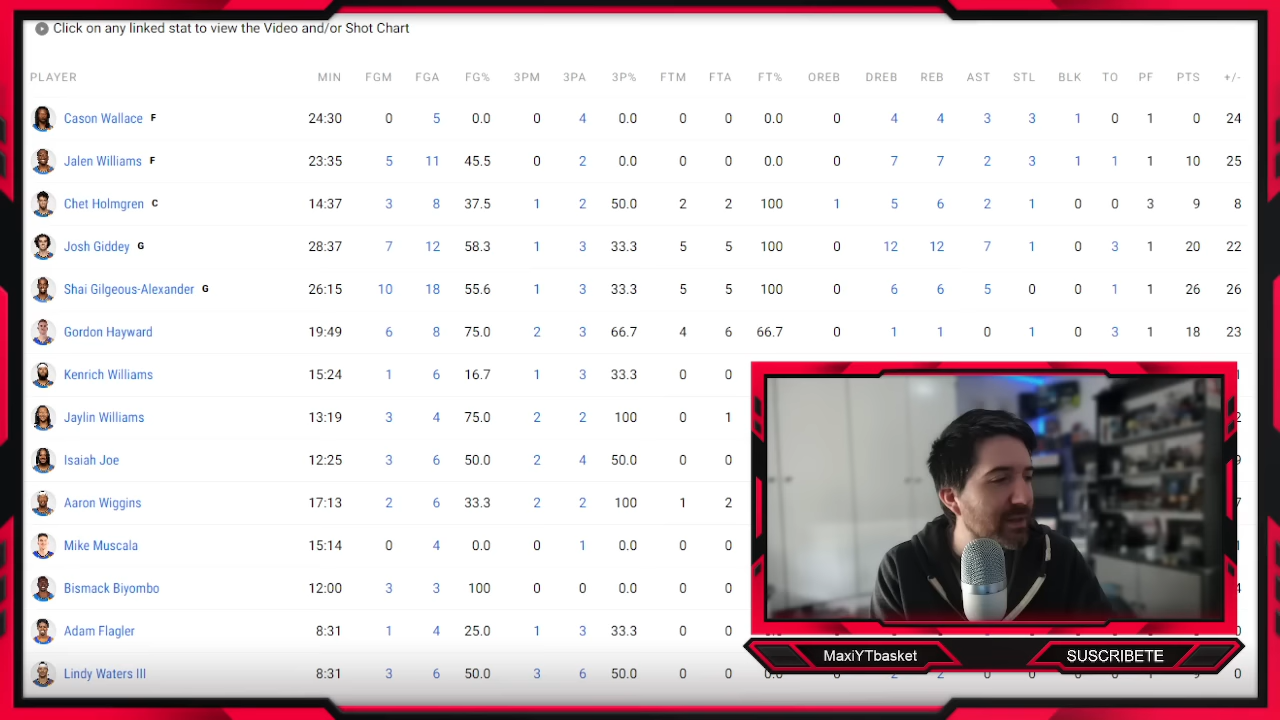 Click on any linked stat to view the Video and/or Shot Chart
PLAYER MIN FGM FGA FG% 3PM 3PA 3P% FTM FTA FT% OREB DREB REB AST STL BLK TO PF PTS +/-
Cason Wallace F 24:30 0 5 0.0 0 4 0.0 0 0 0.0 0 4 4 3 3 1 0 1 0 24
Jalen Williams F 23:35 5 11 45.5 0 2 0.0 0 0 0.0 0 7 7 2 3 1 1 1 10 25
Chet Holmgren C 14:37 3 8 37.5 1 2 50.0 2 2 100 1 5 6 2 1 0 0 3 9 8
Josh Giddey G 28:37 7 12 58.3 1 3 33.3 5 5 100 0 12 12 7 1 0 3 1 20 22
Shai Gilgeous-Alexander G 26:15 10 18 55.6 1 3 33.3 5 5 100 0 6 6 5 0 0 1 1 26 26
Gordon Hayward 19:49 6 8 75.0 2 3 66.7 4 6 66.7 0 1 1 0 1 0 3 1 18 23
Kenrich Williams 15:24 1 6 16.7 1 3 33.3 0 0
Jaylin Williams 13:19 3 4 75.0 2 2 100 0 1
Isaiah Joe 12:25 3 6 50.0 2 4 50.0 0 0
Aaron Wiggins 17:13 2 6 33.3 2 2 100 1 2
Mike Muscala 15:14 0 4 0.0 0 1 0.0 0 0
Bismack Biyombo 12:00 3 3 100 0 0 0.0 0 0
Adam Flagler 8:31 1 4 25.0 1 3 33.3 0 0
Lindy Waters III 8:31 3 6 50.0 3 6 50.0 0 0
MaxiYTbasket SUSCRIBETE